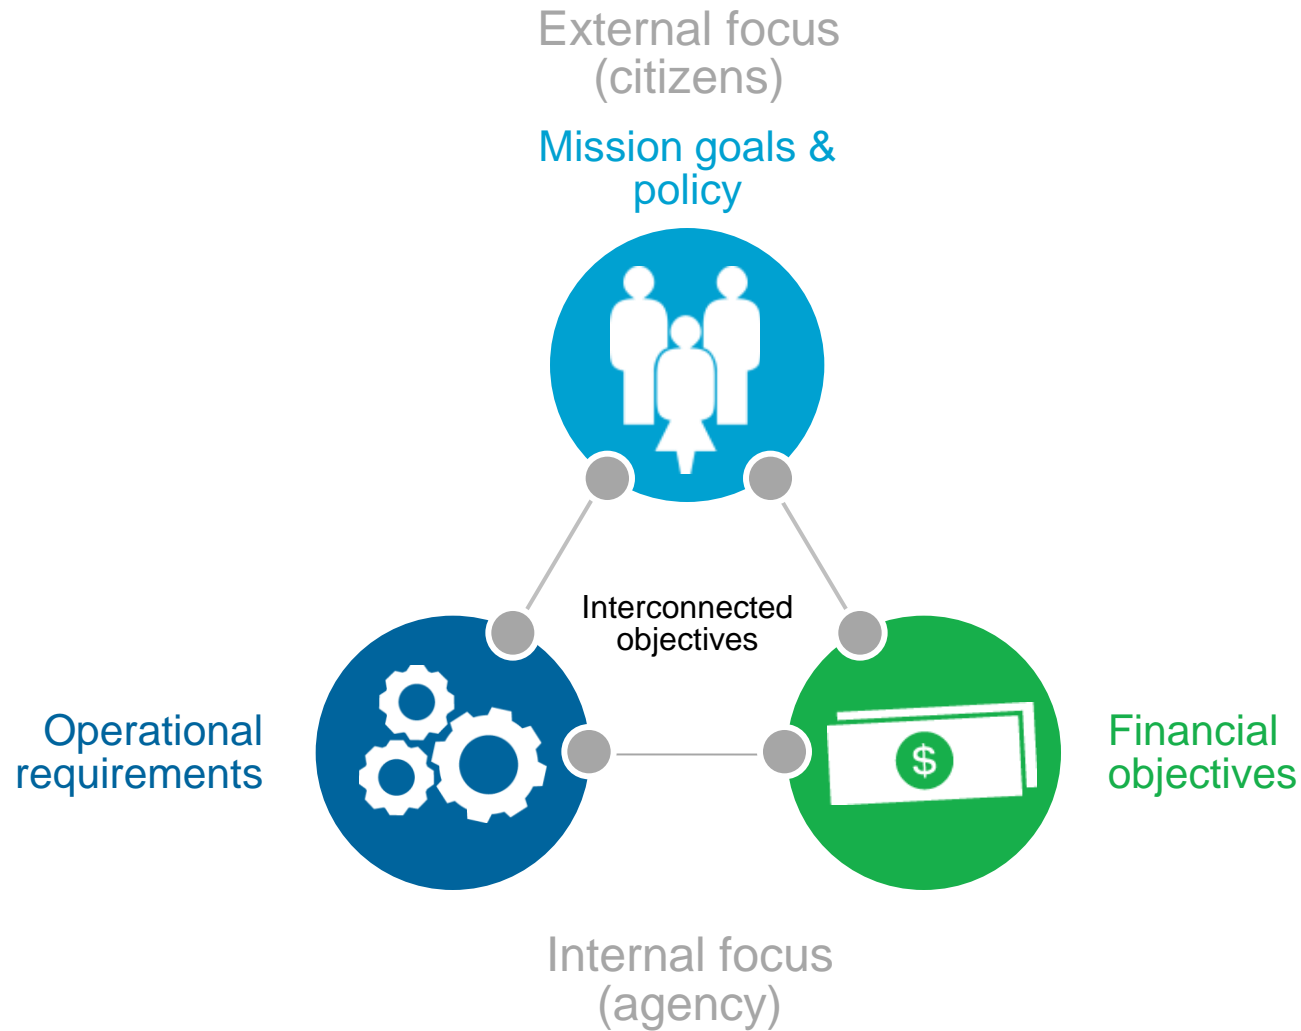 External focus
(citizens)
Mission goals &
policy
Interconnected
objectives
Operational
requirements
$
Financial
objectives
Internal focus
(agency)